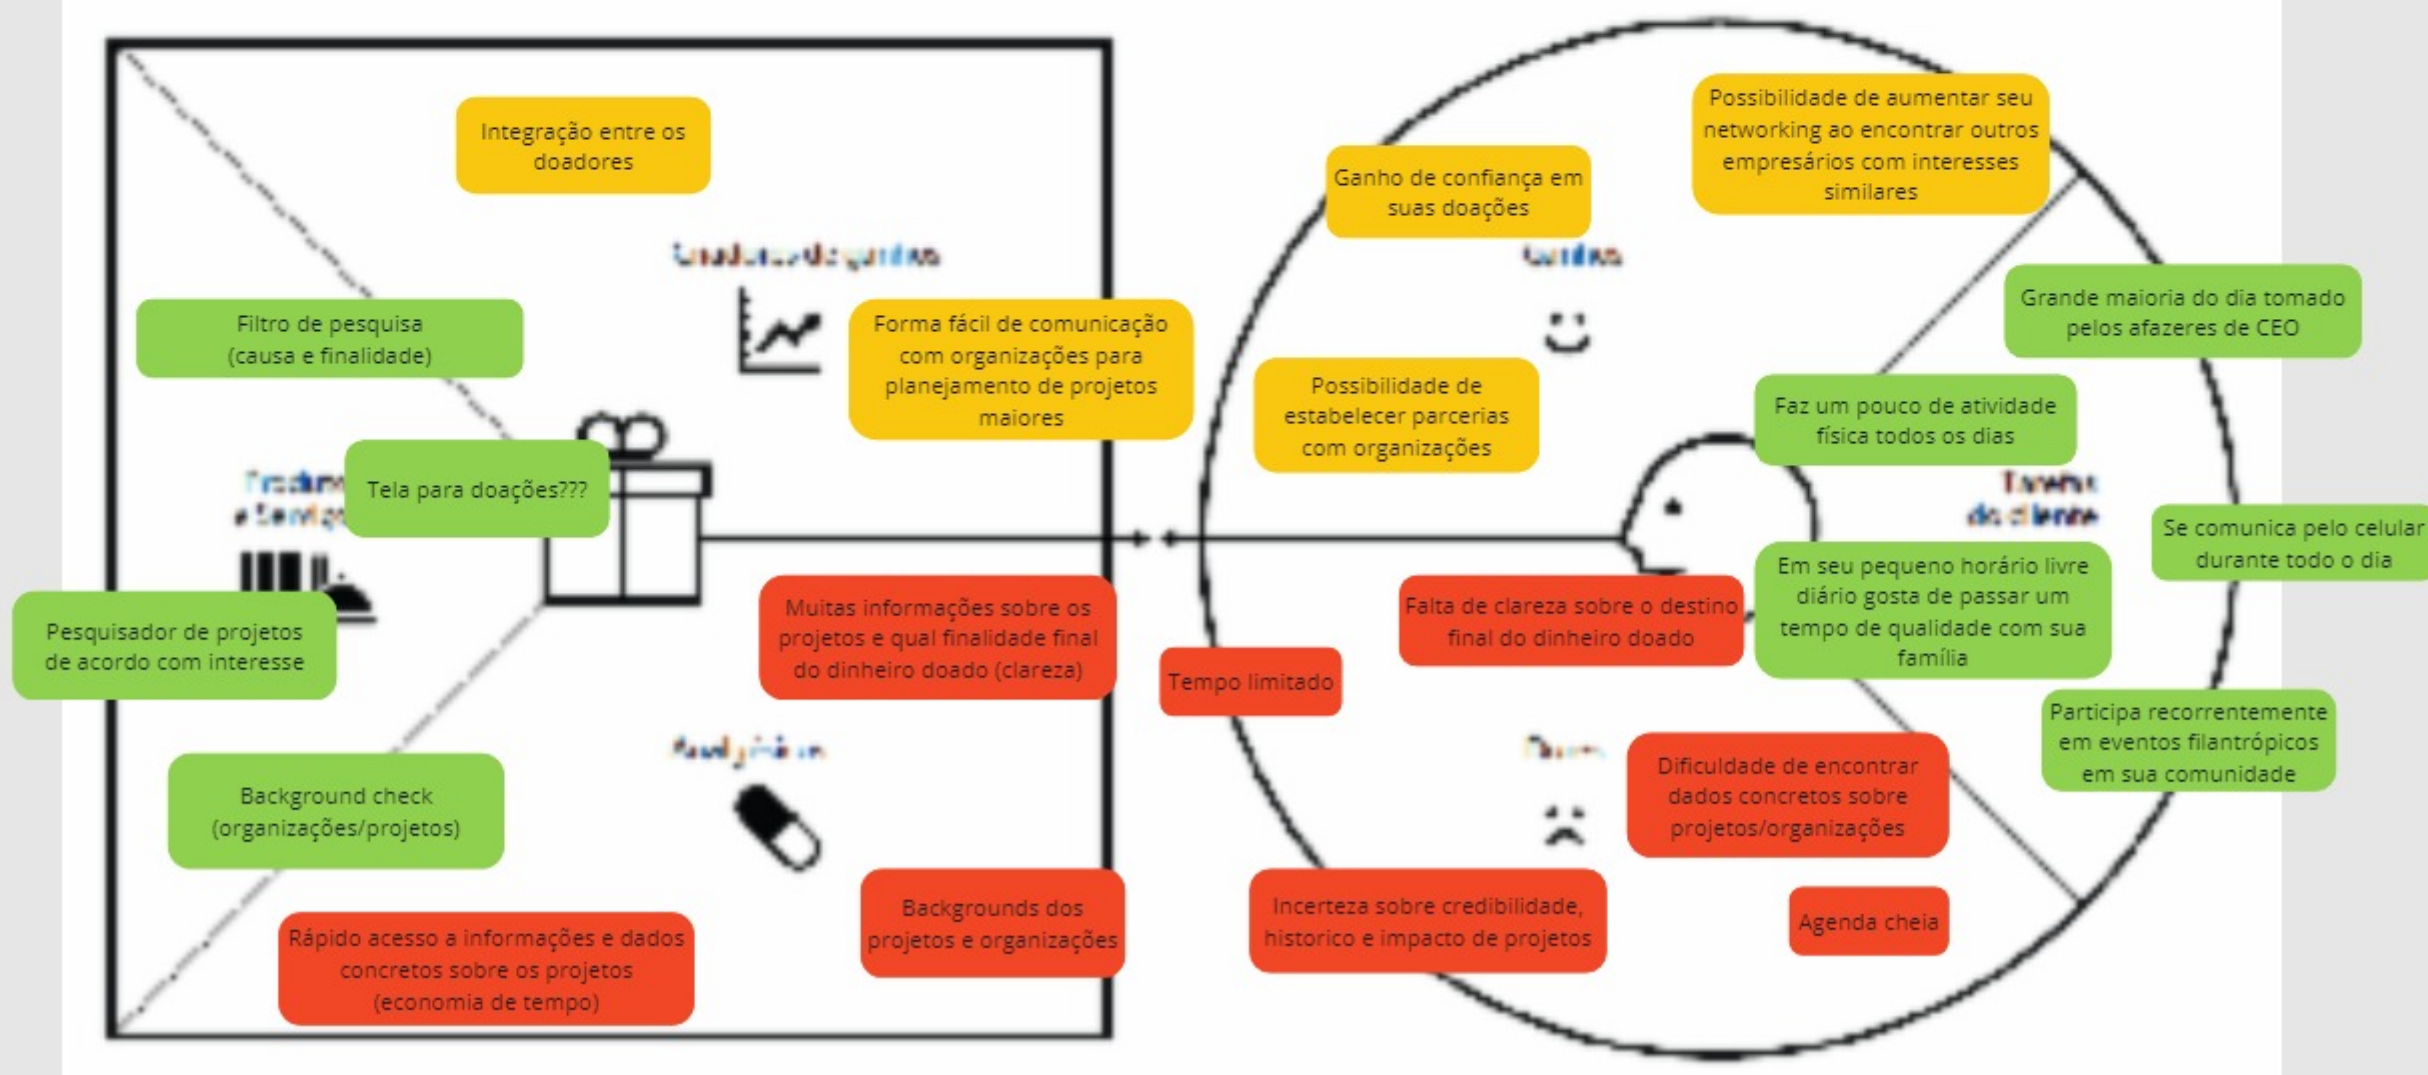 Integração entre os
doadores
Criadores de ganhos
Filtro de pesquisa
(causa e finalidade)
Forma fácil de comunicação
com organizações para
planejamento de projetos
maiores
Tela para doações???
Pesquisador de projetos
de acordo com interesse
Muitas informações sobre os
projetos e qual finalidade final
do dinheiro doado (clareza)
Background check
(organizações/projetos)
Rápido acesso a informações e dados
concretos sobre os projetos
(economia de tempo)
Backgrounds dos
projetos e organizações
Possibilidade de aumentar seu
networking ao encontrar outros
empresários com interesses
similares
Ganho de confiança em
suas doações
Ganhos
Grande maioria do dia tomado
pelos afazeres de CEO
Possibilidade de
estabelecer parcerias
com organizações
Faz um pouco de atividade
física todos os dias
Tarefas
do cliente
Se comunica pelo celular
durante todo o dia
Em seu pequeno horário livre
diário gosta de passar um
tempo de qualidade com sua
família
Falta de clareza sobre o destino
final do dinheiro doado
Tempo limitado
Participa recorrentemente
em eventos filantrópicos
em sua comunidade
Dificuldade de encontrar
dados concretos sobre
projetos/organizações
Incerteza sobre credibilidade,
historico e impacto de projetos
Agenda cheia